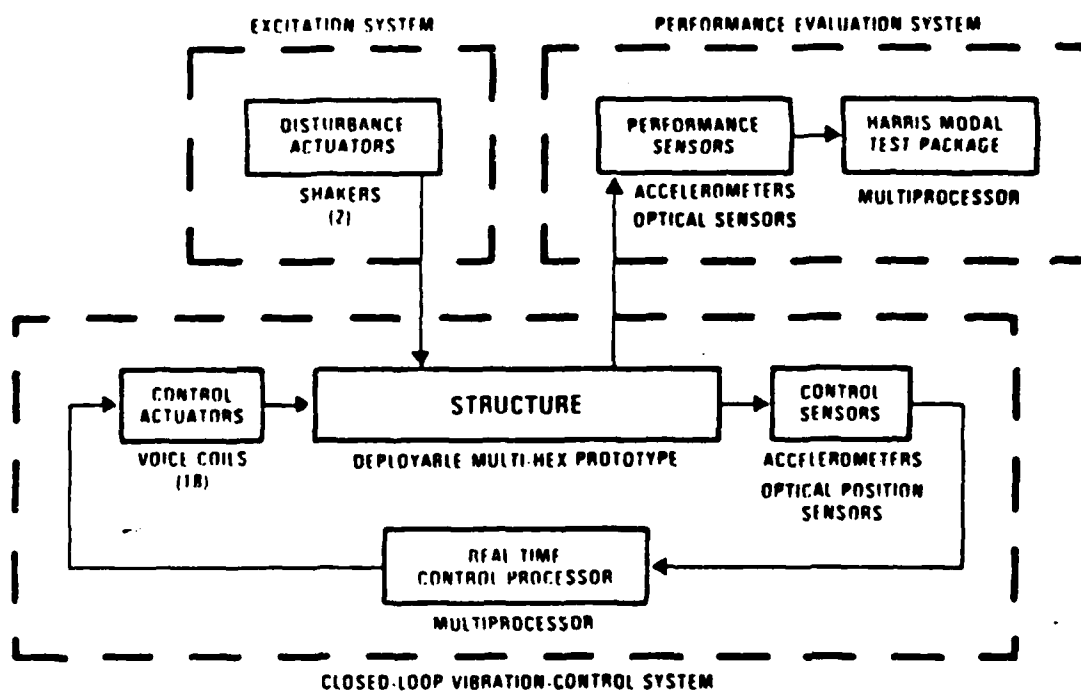 EXCITATION SYSTEM
PERFORMANCE EVALUATION SYSTEM
DISTURBANCE
ACTUATORS
SHAKERS
(2)
PERFORMANCE
SENSORS
ACCELEROMETERS
OPTICAL SENSORS
HARRIS MODAL
TEST PACKAGE
MULTIPROCESSOR
CONTROL
ACTUATORS
VOICE COILS
(18)
STRUCTURE
DEPLOYABLE MULTI-HEX PROTOTYPE
CONTROL
SENSORS
ACCELEROMETERS
OPTICAL POSITION
SENSORS
REAL TIME
CONTROL PROCESSOR
MULTIPROCESSOR
CLOSED-LOOP VIBRATION-CONTROL SYSTEM